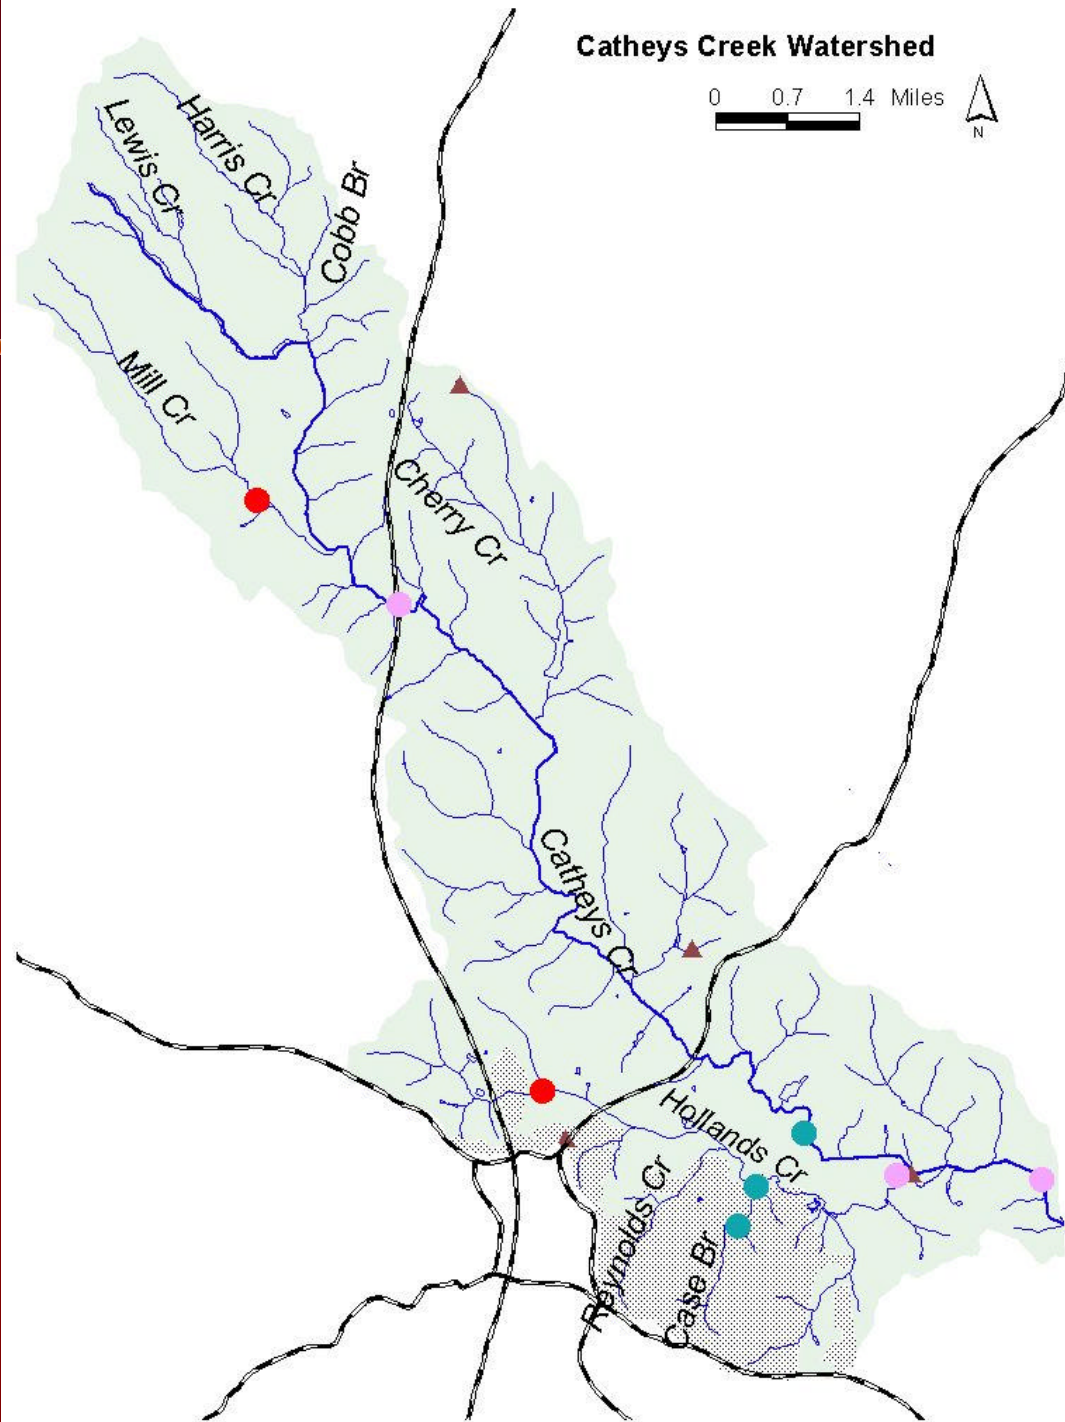 Catheys Creek Watershed
0 0.7 1.4 Miles
N
Harris Cr
Lewis Cr
Cobb Br
Mill Cr
Cherry Cr
Catheys Cr
Hollands Cr
Reynolds Cr
Case Br